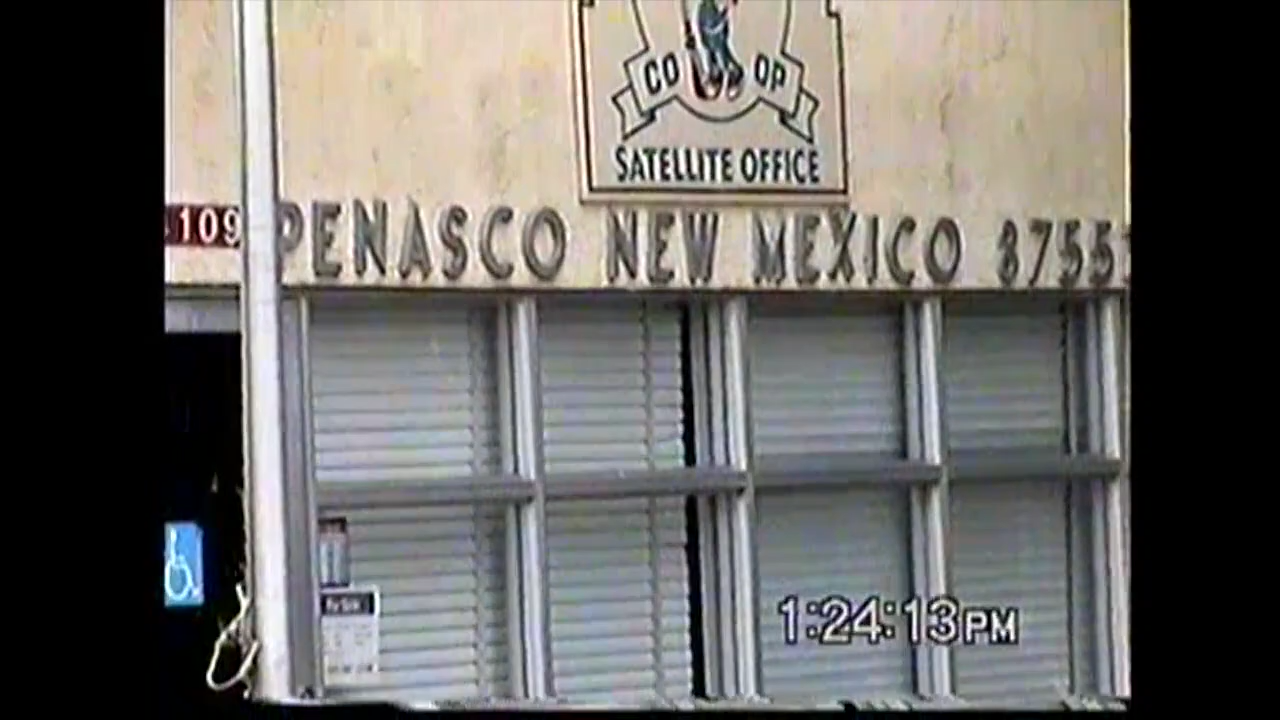 CO OP
SATELLITE OFFICE
109
PENASCO NEW MEXICO 8755
1:24:13PM